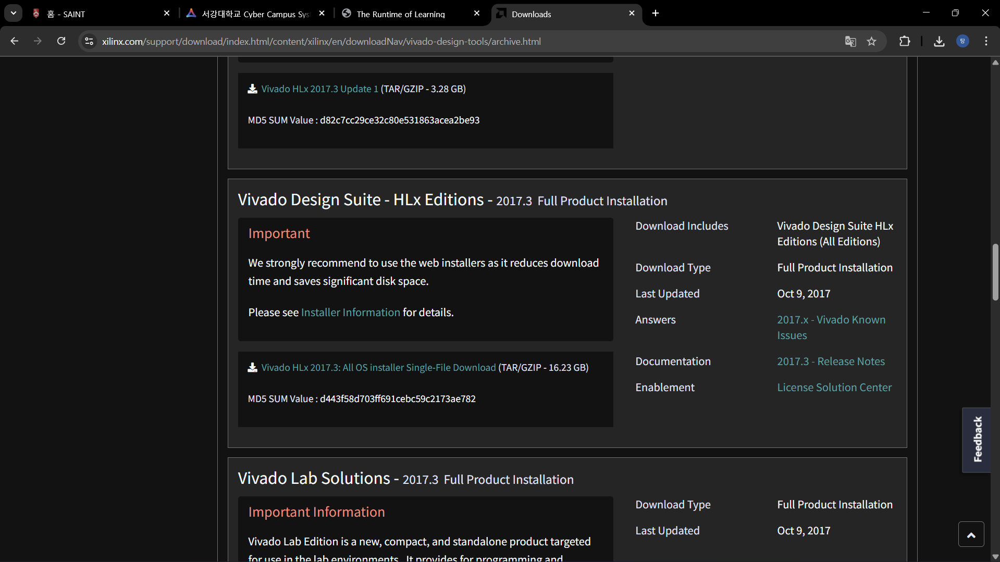 홈 - SAINT
서강대학교 Cyber Campus Sys
The Runtime of Learning
Downloads
xilinx.com/support/download/index.html/content/xilinx/en/downloadNav/vivado-design-tools/archive.html
탕
Vivado HLx 2017.3 Update 1 (TAR/GZIP - 3.28 GB)
MD5 SUM Value : d82c7cc29ce32c80e531863acea2be93
Vivado Design Suite - HLx Editions - 2017.3 Full Product Installation
Important
We strongly recommend to use the web installers as it reduces download
time and saves significant disk space.
Please see Installer Information for details.
Vivado HLx 2017.3: All OS installer Single-File Download (TAR/GZIP - 16.23 GB)
MD5 SUM Value : d443f58d703ff691cebc59c2173ae782
Download Includes
Vivado Design Suite HLx
Editions (All Editions)
Download Type
Full Product Installation
Last Updated
Oct 9, 2017
Answers
2017.x - Vivado Known
Issues
Documentation
2017.3 - Release Notes
Enablement
License Solution Center
Feedback
Vivado Lab Solutions - 2017.3 Full Product Installation
Important Information
Vivado Lab Edition is a new, compact, and standalone product targeted
for use in the lab environments. It provides for programming and
Download Type
Full Product Installation
Last Updated
Oct 9, 2017